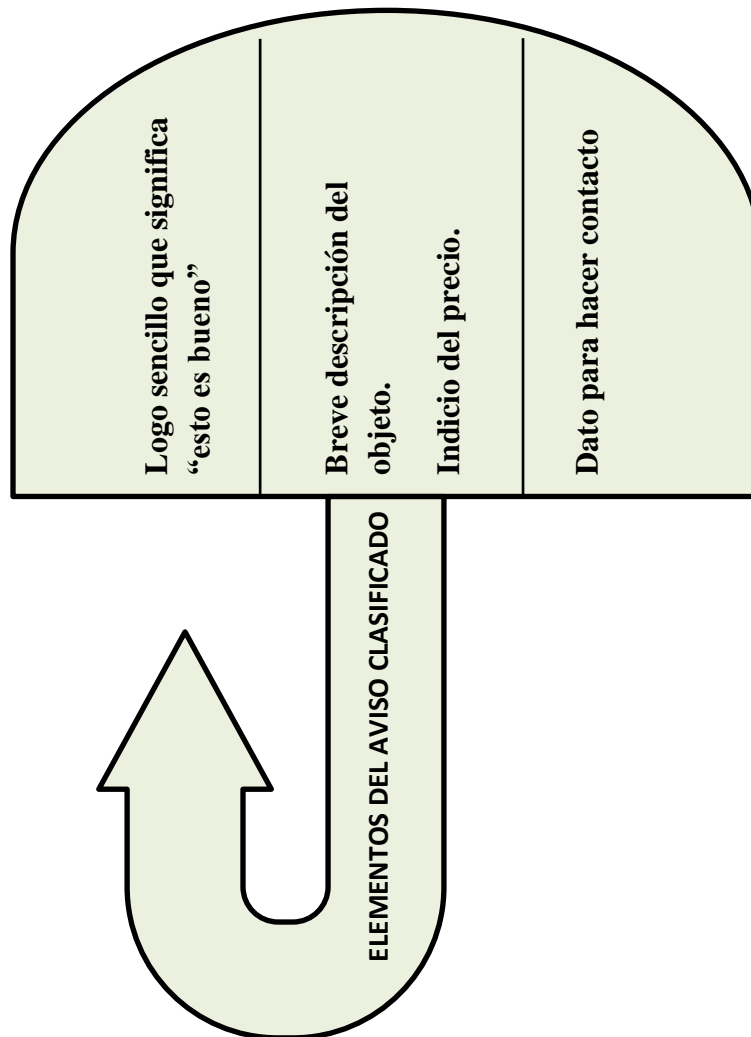 Logo sencillo que significa
“esto es bueno”
Breve descripción del
objeto.
Indicio del precio.
Dato para hacer contacto
ELEMENTOS DEL AVISO CLASIFICADO